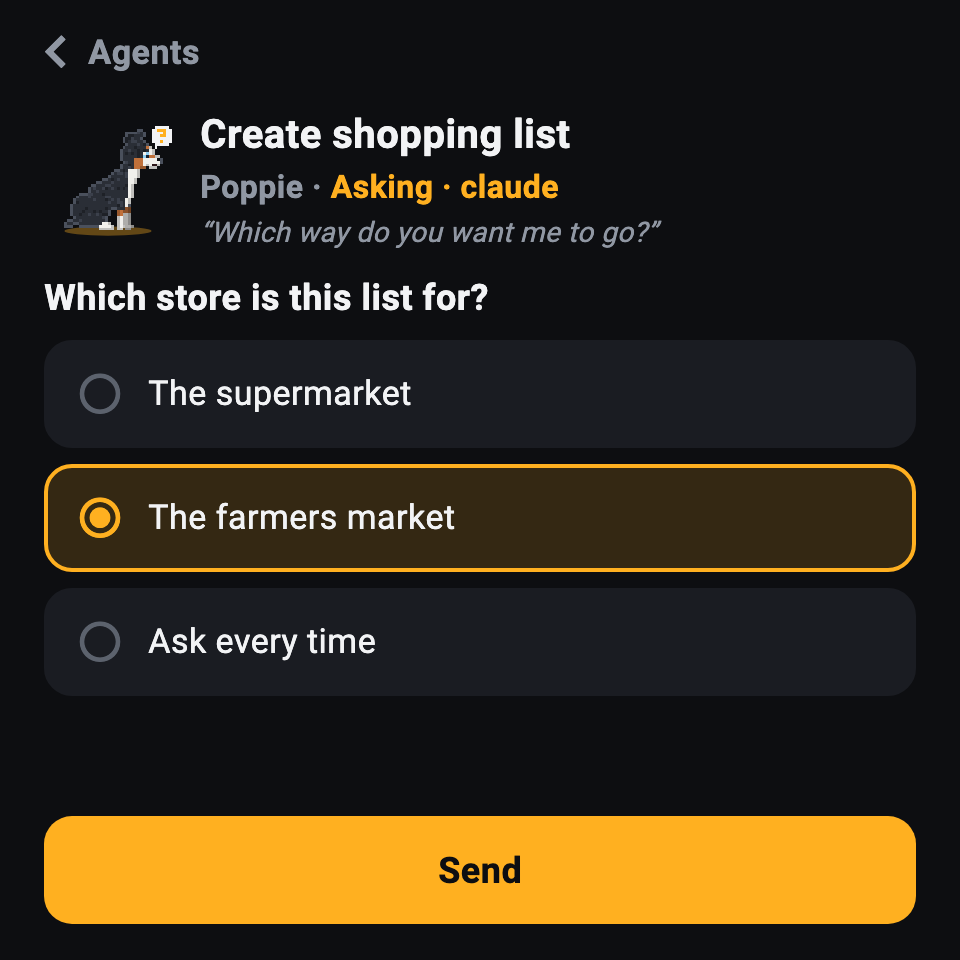 Agents
Create shopping list
Poppie · Asking · claude
“Which way do you want me to go?”
Which store is this list for?
The supermarket
The farmers market
Ask every time
Send